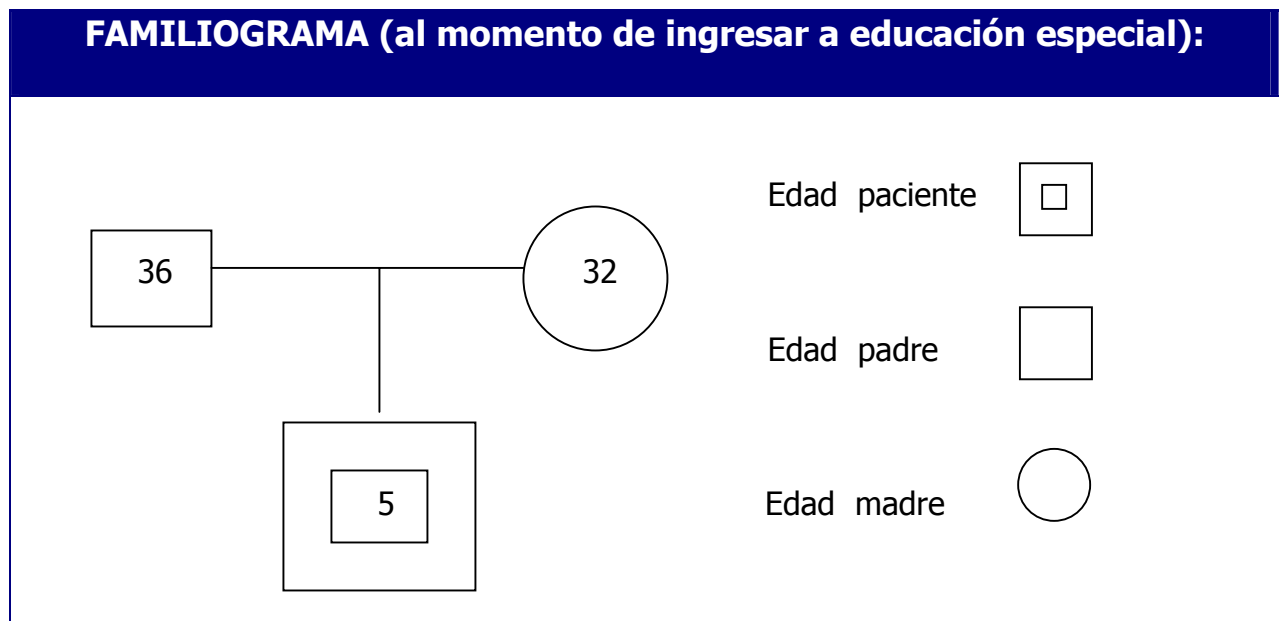 FAMILIOGRAMA (al momento de ingresar a educación especial):
Edad paciente
36
32
Edad padre
5
Edad madre